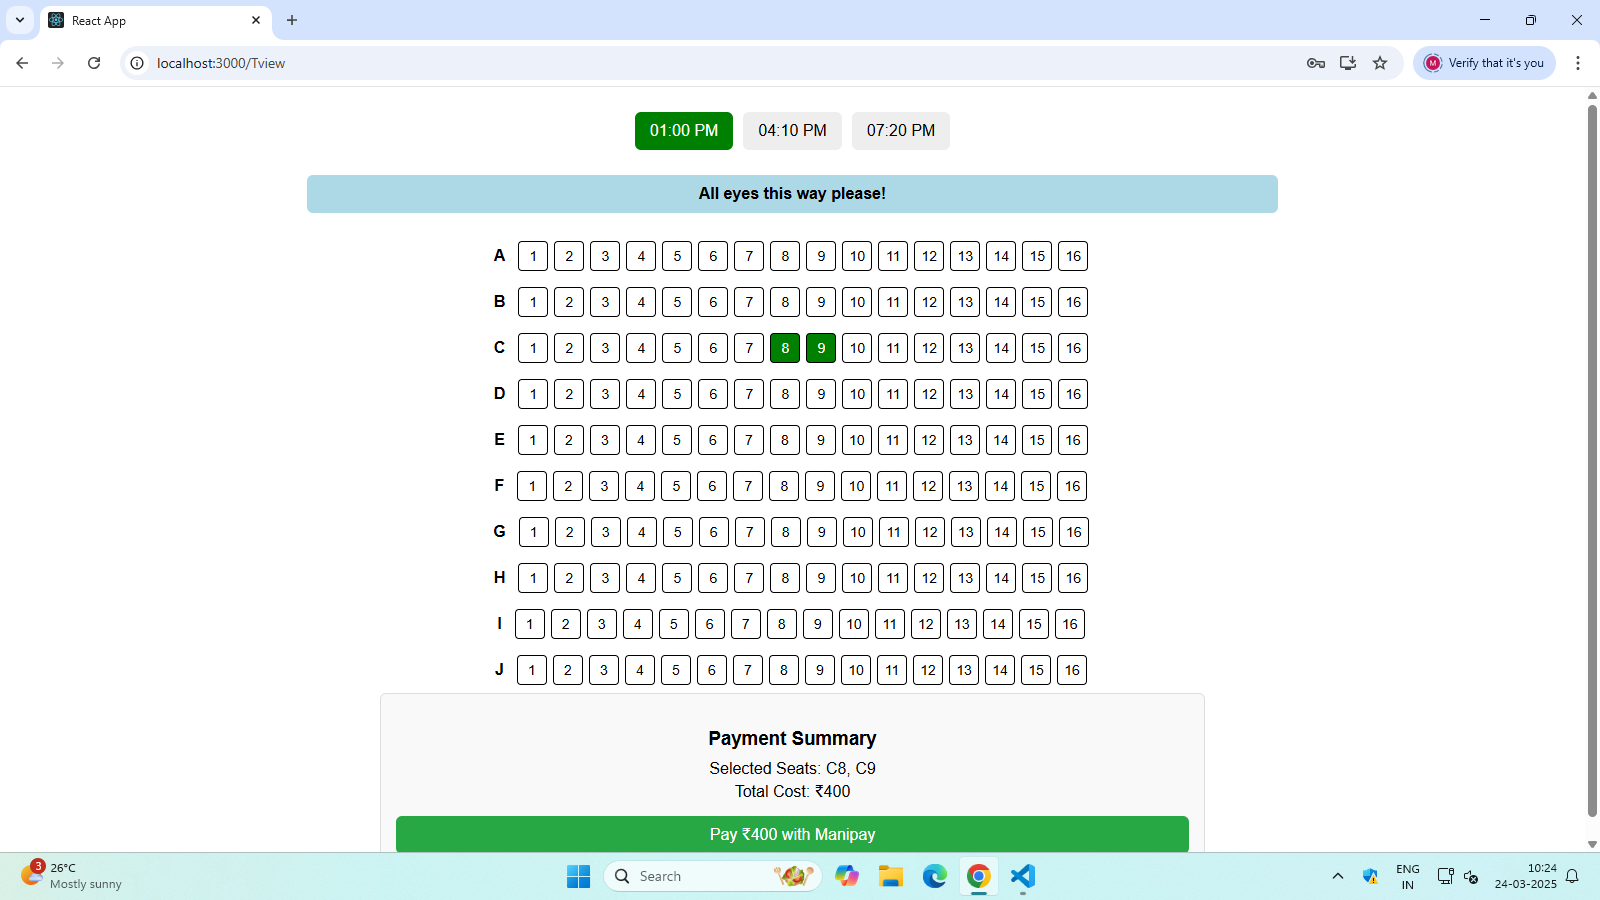 React App
localhost:3000/Tview
M Verify that it's you
01:00 PM 04:10 PM 07:20 PM
All eyes this way please!
A 1 2 3 4 5 6 7 8 9 10 11 12 13 14 15 16
B 1 2 3 4 5 6 7 8 9 10 11 12 13 14 15 16
C 1 2 3 4 5 6 7 8 9 10 11 12 13 14 15 16
D 1 2 3 4 5 6 7 8 9 10 11 12 13 14 15 16
E 1 2 3 4 5 6 7 8 9 10 11 12 13 14 15 16
F 1 2 3 4 5 6 7 8 9 10 11 12 13 14 15 16
G 1 2 3 4 5 6 7 8 9 10 11 12 13 14 15 16
H 1 2 3 4 5 6 7 8 9 10 11 12 13 14 15 16
I 1 2 3 4 5 6 7 8 9 10 11 12 13 14 15 16
J 1 2 3 4 5 6 7 8 9 10 11 12 13 14 15 16
Payment Summary
Selected Seats: C8, C9
Total Cost: ₹400
Pay ₹400 with Manipay
3
26°C
Mostly sunny
Search
ENG
IN
10:24
24-03-2025